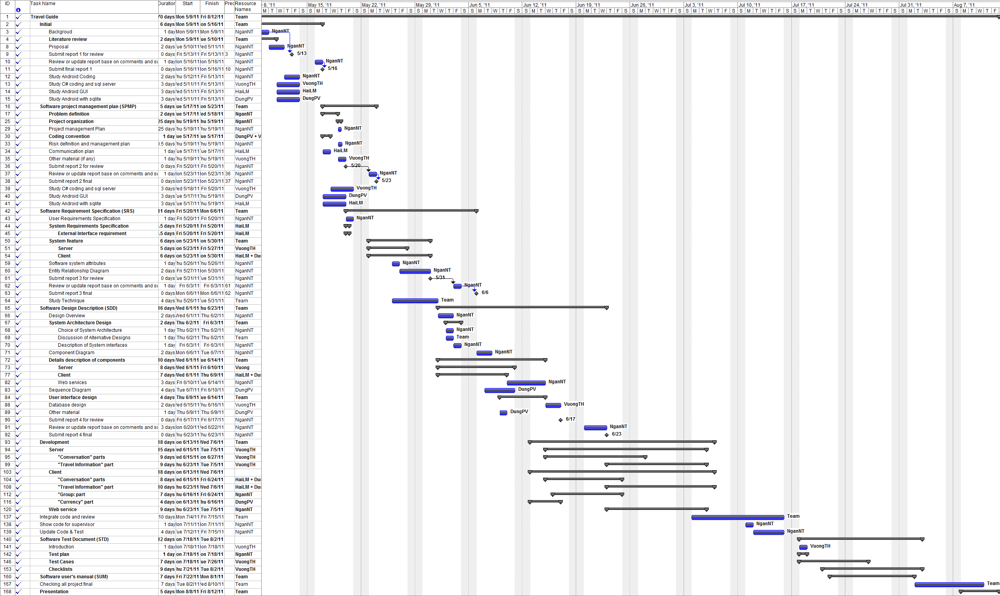 ID Task Name Duration Start Finish Pred Resource Names 8, '11 May 15, '11 May 22, '11 May 29, '11 Jun 5, '11 Jun 12, '11 Jun 19, '11 Jun 26, '11 Jul 3, '11 Jul 10, '11 Jul 17, '11 Jul 24, '11 Jul 31, '11 Aug 7, '11
M T W T F S S M T W T F S S M T W T F S S M T W T F S S M T W T F S S M T W T F S S M T W T F S S M T W T F S S M T W T F S S M T W T F S S M T W T F S S M T W T F S S M T W T F S S M T W T F
1 Travel Guide 70 days Mon 5/9/11 Fri 8/12/11 Team
2 Initial 6 days Mon 5/9/11 on 5/16/11 Team
3 Backgroud 1 day Mon 5/9/11 Mon 5/9/11 NganNT NganNT
4 Literature review 2 days Mon 5/9/11 ue 5/10/11 Team
8 Proposal 2 days ue 5/10/11 ed 5/11/11 NganNT NganNT
9 Submit report 1 for review 0 days Fri 5/13/11 Fri 5/13/11 3 NganNT 5/13
10 Review or update report base on comments and su 1 day on 5/16/11 on 5/16/11 NganNT NganNT
11 Submit final report 1 0 days on 5/16/11 on 5/16/11 10 NganNT 5/16
12 Study Android Coding 2 days hu 5/12/11 Fri 5/13/11 NganNT NganNT
13 Study C# coding and sql server 3 days ed 5/11/11 Fri 5/13/11 VuongTH VuongTH
14 Study Android GUI 3 days ed 5/11/11 Fri 5/13/11 HaiLM HaiLM
15 Study Android with sqlite 3 days ed 5/11/11 Fri 5/13/11 DungPV DungPV
16 Software project management plan (SPMP) 5 days ue 5/17/11 on 5/23/11 Team
17 Problem definition 2 days ue 5/17/11 ed 5/18/11 NganNT
25 Project organization 25 days hu 5/19/11 hu 5/19/11 NganNT
29 Project management Plan 25 days hu 5/19/11 hu 5/19/11 NganNT NganNT
30 Coding convention 1 day ue 5/17/11 ue 5/17/11 DungPV + V
33 Risk definition and management plan .5 days hu 5/19/11 hu 5/19/11 NganNT NganNT
34 Communication plan 1 day ue 5/17/11 ue 5/17/11 HaiLM HaiLM
35 Other material (if any) 1 day hu 5/19/11 hu 5/19/11 VuongTH VuongTH
36 Submit report 2 for review 0 days Fri 5/20/11 Fri 5/20/11 NganNT 5/20
37 Review or update report base on comments and su 1 day on 5/23/11 on 5/23/11 36 NganNT NganNT
38 Submit report 2 final 0 days on 5/23/11 on 5/23/11 37 NganNT 5/23
39 Study C# coding and sql server 3 days ed 5/18/11 Fri 5/20/11 VuongTH VuongTH
40 Study Android GUI 3 days ue 5/17/11 hu 5/19/11 DungPV DungPV
41 Study Android with sqlite 3 days ue 5/17/11 hu 5/19/11 HaiLM HaiLM
42 Software Requirement Specification (SRS) 11 days Fri 5/20/11 Mon 6/6/11 Team
43 User Requirements Specification 1 day Fri 5/20/11 Fri 5/20/11 NganNT NganNT
44 System Requirements Specification .5 days Fri 5/20/11 Fri 5/20/11 HaiLM
45 External Interface requirement .5 days Fri 5/20/11 Fri 5/20/11 HaiLM
50 System feature 6 days on 5/23/11 on 5/30/11 Team
51 Server 5 days on 5/23/11 Fri 5/27/11 VuongTH
54 Client 6 days on 5/23/11 on 5/30/11 HaiLM + Du
59 Software system attributes 1 day hu 5/26/11 hu 5/26/11 NganNT NganNT
60 Entity Relationship Diagram 2 days Fri 5/27/11 on 5/30/11 NganNT NganNT
61 Submit report 3 for review 0 days ue 5/31/11 ue 5/31/11 NganNT 5/31
62 Review or update report base on comments and su 1 day Fri 6/3/11 Fri 6/3/11 61 NganNT NganNT
63 Submit report 3 final 0 days Mon 6/6/11 Mon 6/6/11 62 NganNT 6/6
64 Study Technique 4 days hu 5/26/11 ue 5/31/11 Team Team
65 Software Design Description (SDD) 16 days Wed 6/1/11 hu 6/23/11 Team
66 Design Overview 2 days Wed 6/1/11 Thu 6/2/11 NganNT NganNT
67 System Architecture Design 2 days Thu 6/2/11 Fri 6/3/11 Team
68 Choice of System Architecture 1 day Thu 6/2/11 Thu 6/2/11 NganNT NganNT
69 Discussion of Alternative Designs 1 day Thu 6/2/11 Thu 6/2/11 Team Team
70 Description of System interfaces 1 day Fri 6/3/11 Fri 6/3/11 NganNT NganNT
71 Component Diagram 2 days Mon 6/6/11 Tue 6/7/11 NganNT NganNT
72 Details description of components 10 days Wed 6/1/11 ue 6/14/11 Team
73 Server 8 days Wed 6/1/11 Fri 6/10/11 Vuong
77 Client 7 days Wed 6/1/11 Thu 6/9/11 HaiLM + Du
82 Web services 3 days Fri 6/10/11 ue 6/14/11 NganNT NganNT
83 Sequence Diagram 4 days Tue 6/7/11 Fri 6/10/11 DungPV DungPV
84 User interface design 4 days Thu 6/9/11 ue 6/14/11 Team
88 Database design 2 days ed 6/15/11 hu 6/16/11 VuongTH VuongTH
89 Other material 1 day Thu 6/9/11 Thu 6/9/11 DungPV DungPV
90 Submit report 4 for review 0 days Fri 6/17/11 Fri 6/17/11 NganNT 6/17
91 Review or update report base on comments and su 3 days on 6/20/11 ed 6/22/11 NganNT NganNT
92 Submit report 4 final 0 days hu 6/23/11 hu 6/23/11 NganNT 6/23
93 Development 18 days on 6/13/11 Wed 7/6/11 Team
94 Server 15 days ed 6/15/11 Tue 7/5/11 VuongTH
95 "Conversation" parts 9 days ed 6/15/11 on 6/27/11 VuongTH
99 "Travel Information" part 9 days hu 6/23/11 Tue 7/5/11 VuongTH
103 Client 18 days on 6/13/11 Wed 7/6/11
104 "Conversation" parts 8 days ed 6/15/11 Fri 6/24/11 HaiLM + Du
108 "Travel Information" part 10 days hu 6/23/11 Wed 7/6/11 HaiLM + Du
112 "Group: part 7 days hu 6/16/11 Fri 6/24/11 NganNT
116 "Currency" part 4 days on 6/13/11 hu 6/16/11 DungPV
120 Web service 9 days hu 6/23/11 Tue 7/5/11 NganNT
137 Integrate code and review 10 days Mon 7/4/11 Fri 7/15/11 Team Team
138 Show code for supervisor 1 day on 7/11/11 on 7/11/11 NganNT NganNT
139 Update Code & Test 4 days ue 7/12/11 Fri 7/15/11 NganNT NganNT
140 Software Test Document (STD) 12 days on 7/18/11 Tue 8/2/11
141 Introduction 1 day on 7/18/11 on 7/18/11 VuongTH VuongTH
142 Test plan 1 day on 7/18/11 on 7/18/11 NganNT
146 Test Cases 7 days on 7/18/11 ue 7/26/11 VuongTH
153 Checklists 9 days hu 7/21/11 Tue 8/2/11 VuongTH
160 Software user's manual (SUM) 7 days Fri 7/22/11 Mon 8/1/11 Team
167 Checking all project final 7 days Tue 8/2/11 ed 8/10/11 Team Team
168 Presentation 5 days Mon 8/8/11 Fri 8/12/11 Team